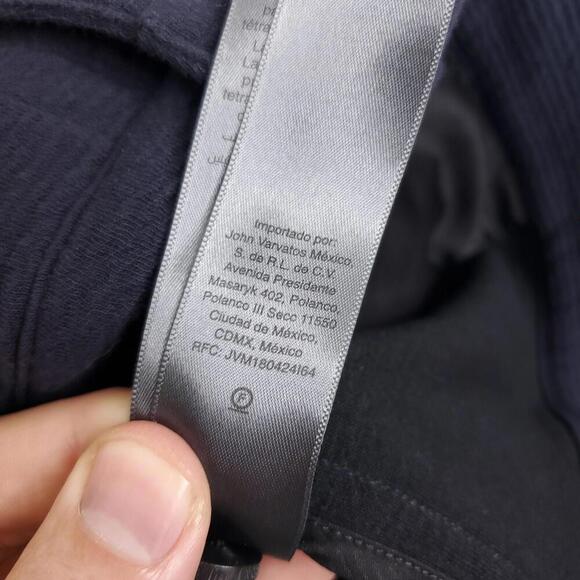 Importado por:
John Varvatos México,
S. de R.L. de C.V.
Avenida Presidente
Masaryk 402, Polanco,
Polanco III Secc 11550
Ciudad de México,
CDMX, México
RFC: JVM180424I64
F